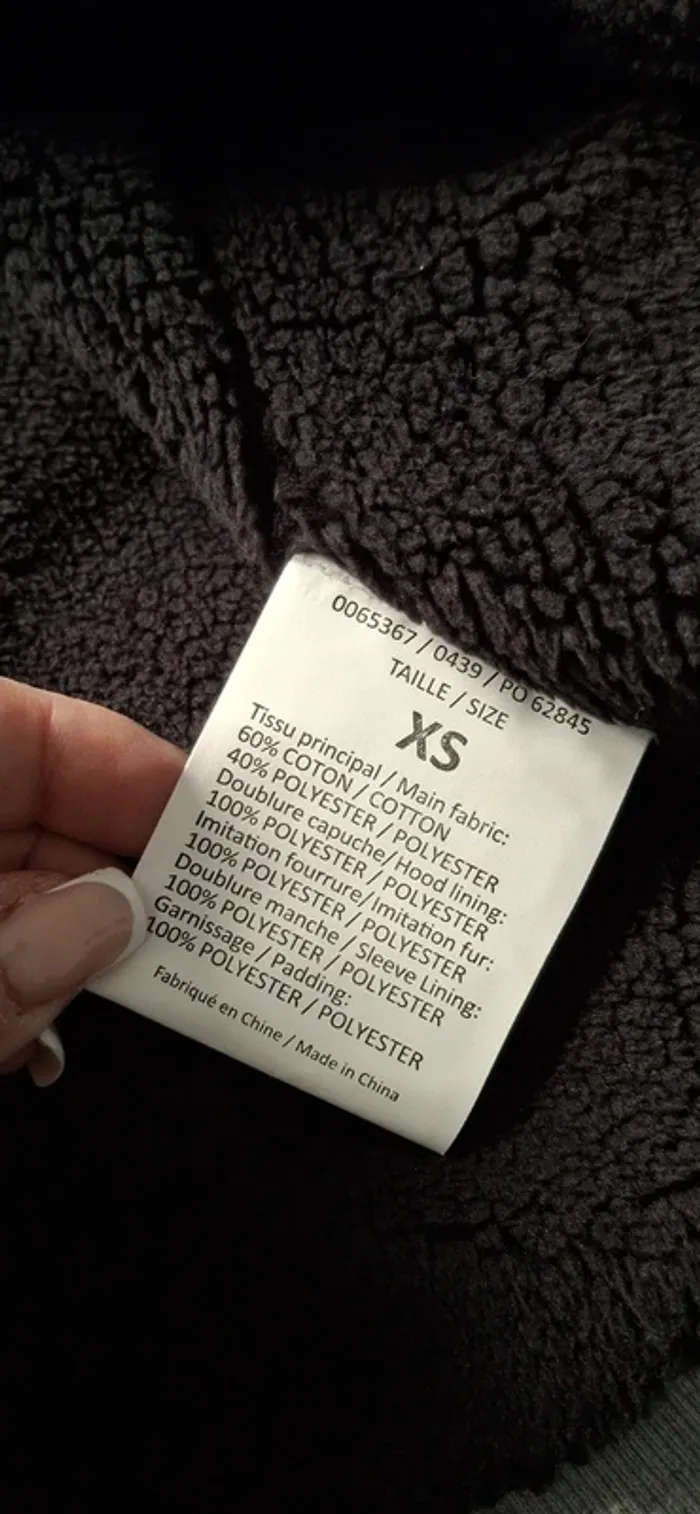 0065367 / 0439 / PO 62845
TAILLE / SIZE
XS
Tissu principal / Main fabric:
60% COTON / COTTON
40% POLYESTER / POLYESTER
Doublure capuche/Hood lining:
100% POLYESTER / POLYESTER
Imitation fourrure/Imitation fur:
100% POLYESTER / POLYESTER
Doublure manche / Sleeve Lining:
100% POLYESTER / POLYESTER
Garnissage / Padding:
100% POLYESTER / POLYESTER
Fabriqué en Chine / Made in China